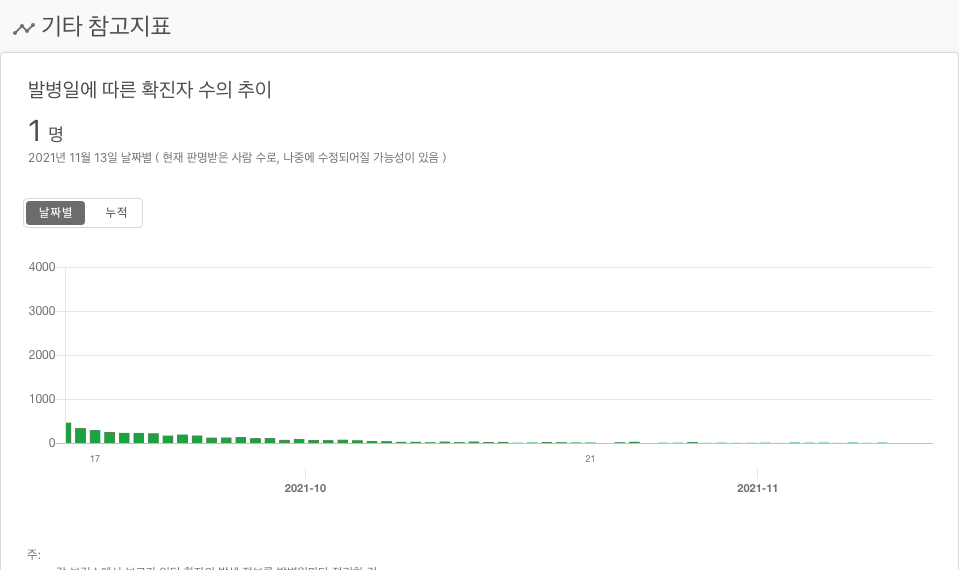 기타 참고지표
발병일에 따른 확진자 수의 추이
1 명
2021년 11월 13일 날짜별 ( 현재 판명받은 사람 수로, 나중에 수정되어질 가능성이 있음 )
날짜별 누적
4000
3000
2000
1000
0
17 21
2021-10 2021-11
주: